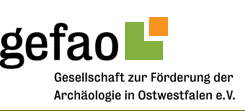 gefao
Gesellschaft zur Förderung der
Archäologie in Ostwestfalen e.V.